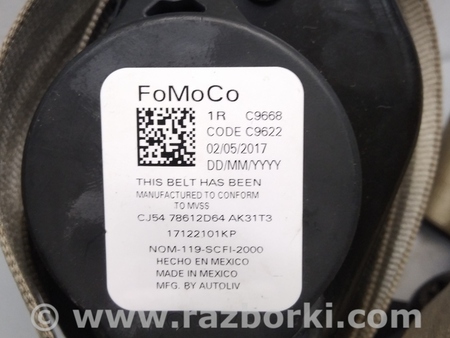 FoMoCo
1R C9668
CODE C9622
02/05/2017
DD/MM/YYYY
THIS BELT HAS BEEN
MANUFACTURED TO CONFORM
TO MVSS
CJ54 78612D64 AK31T3
17122101KP
NOM-119-SCFI-2000
HECHO EN MEXICO
MADE IN MEXICO
MFG. BY AUTOLIV
www.razborki.com